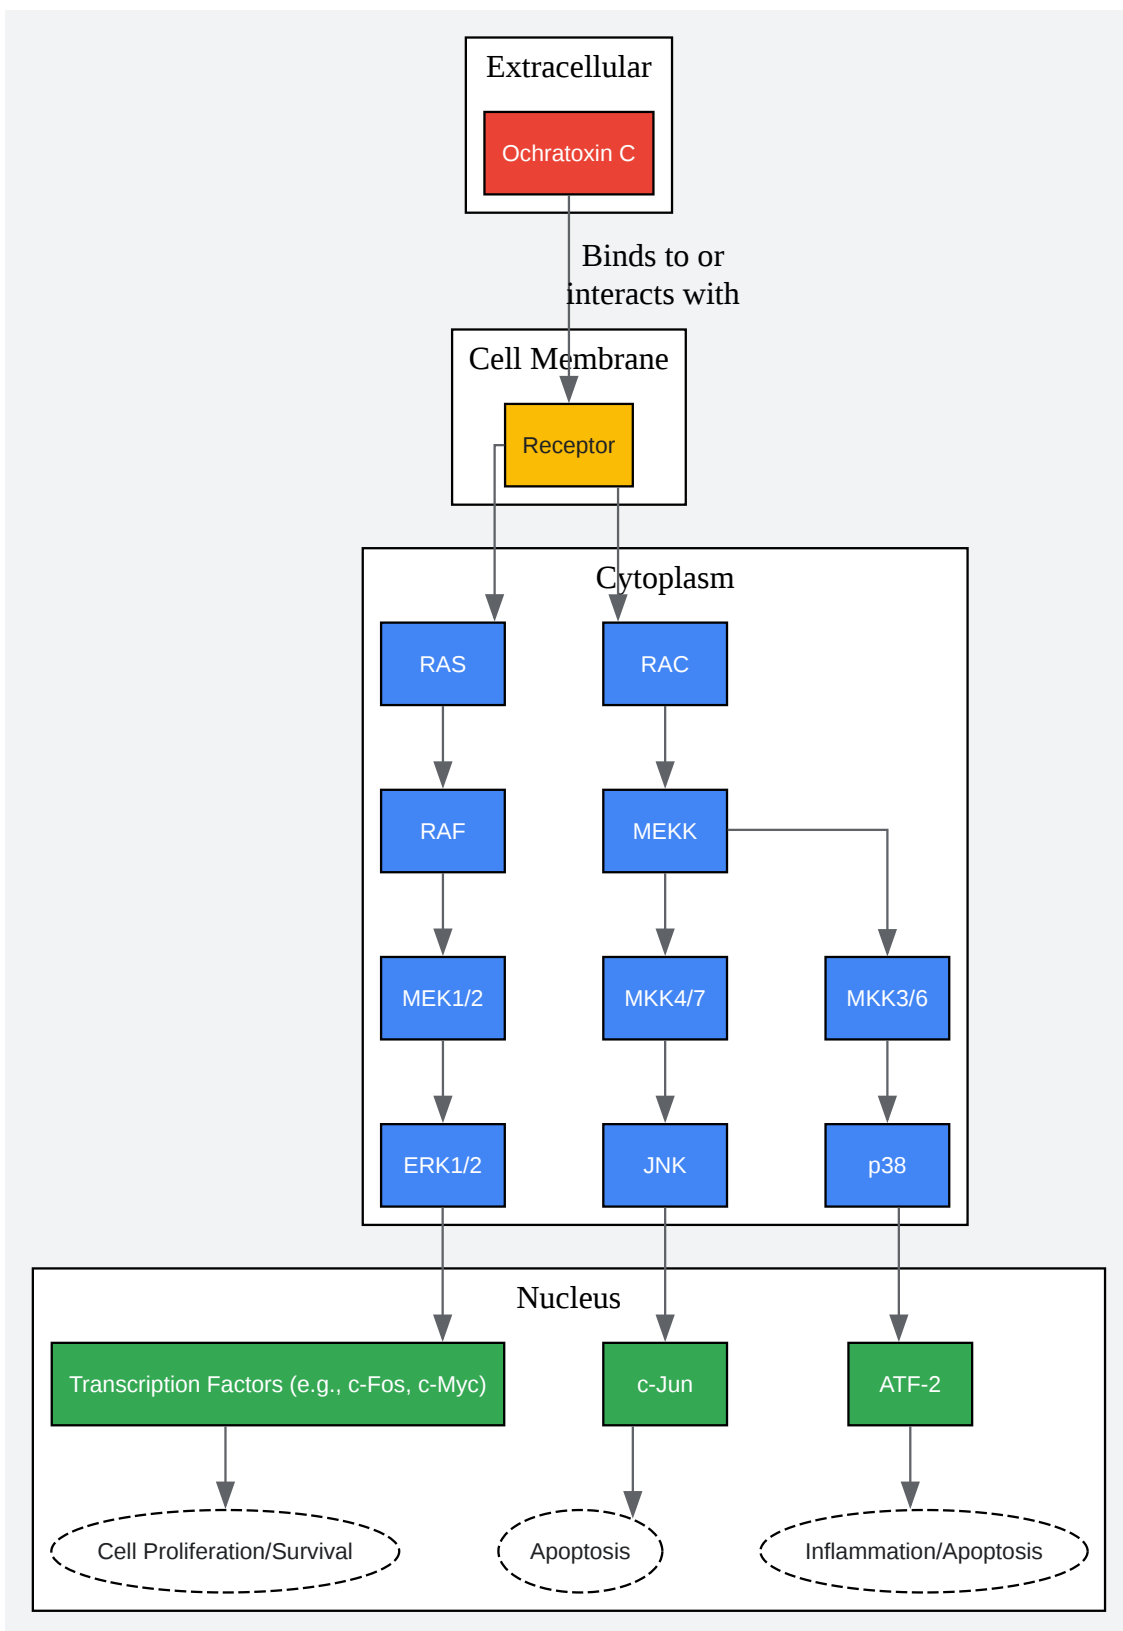 Extracellular
Ochratoxin C
Binds to or
interacts with
Cell Membrane
Receptor
Cytoplasm
RAS
RAC
RAF
MEKK
MEK1/2
MKK4/7
MKK3/6
ERK1/2
JNK
p38
Nucleus
Transcription Factors (e.g., c-Fos, c-Myc)
c-Jun
ATF-2
Cell Proliferation/Survival
Apoptosis
Inflammation/Apoptosis